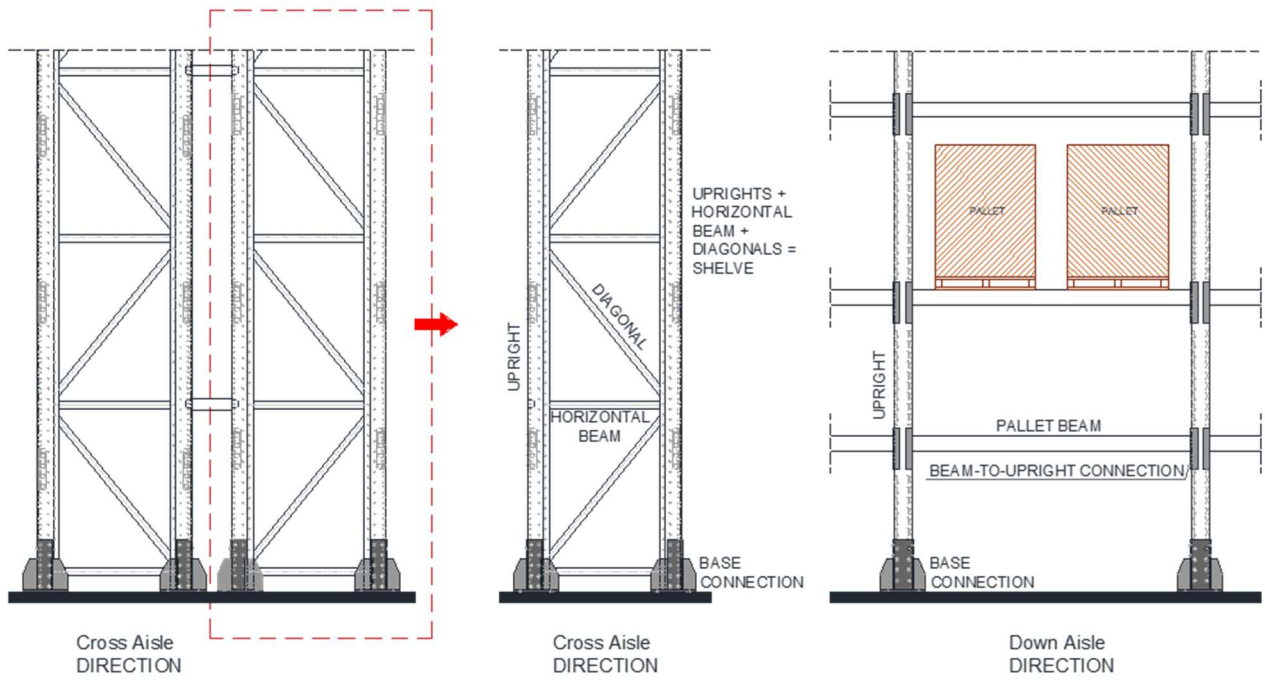 UPRIGHTS +
HORIZONTAL
BEAM +
DIAGONALS =
SHELVE
DIAGONAL
UPRIGHT
HORIZONTAL
BEAM
BASE
CONNECTION
PALLET
PALLET
UPRIGHT
PALLET BEAM
BEAM-TO-UPRIGHT CONNECTION
BASE
CONNECTION
Cross Aisle
DIRECTION
Cross Aisle
DIRECTION
Down Aisle
DIRECTION